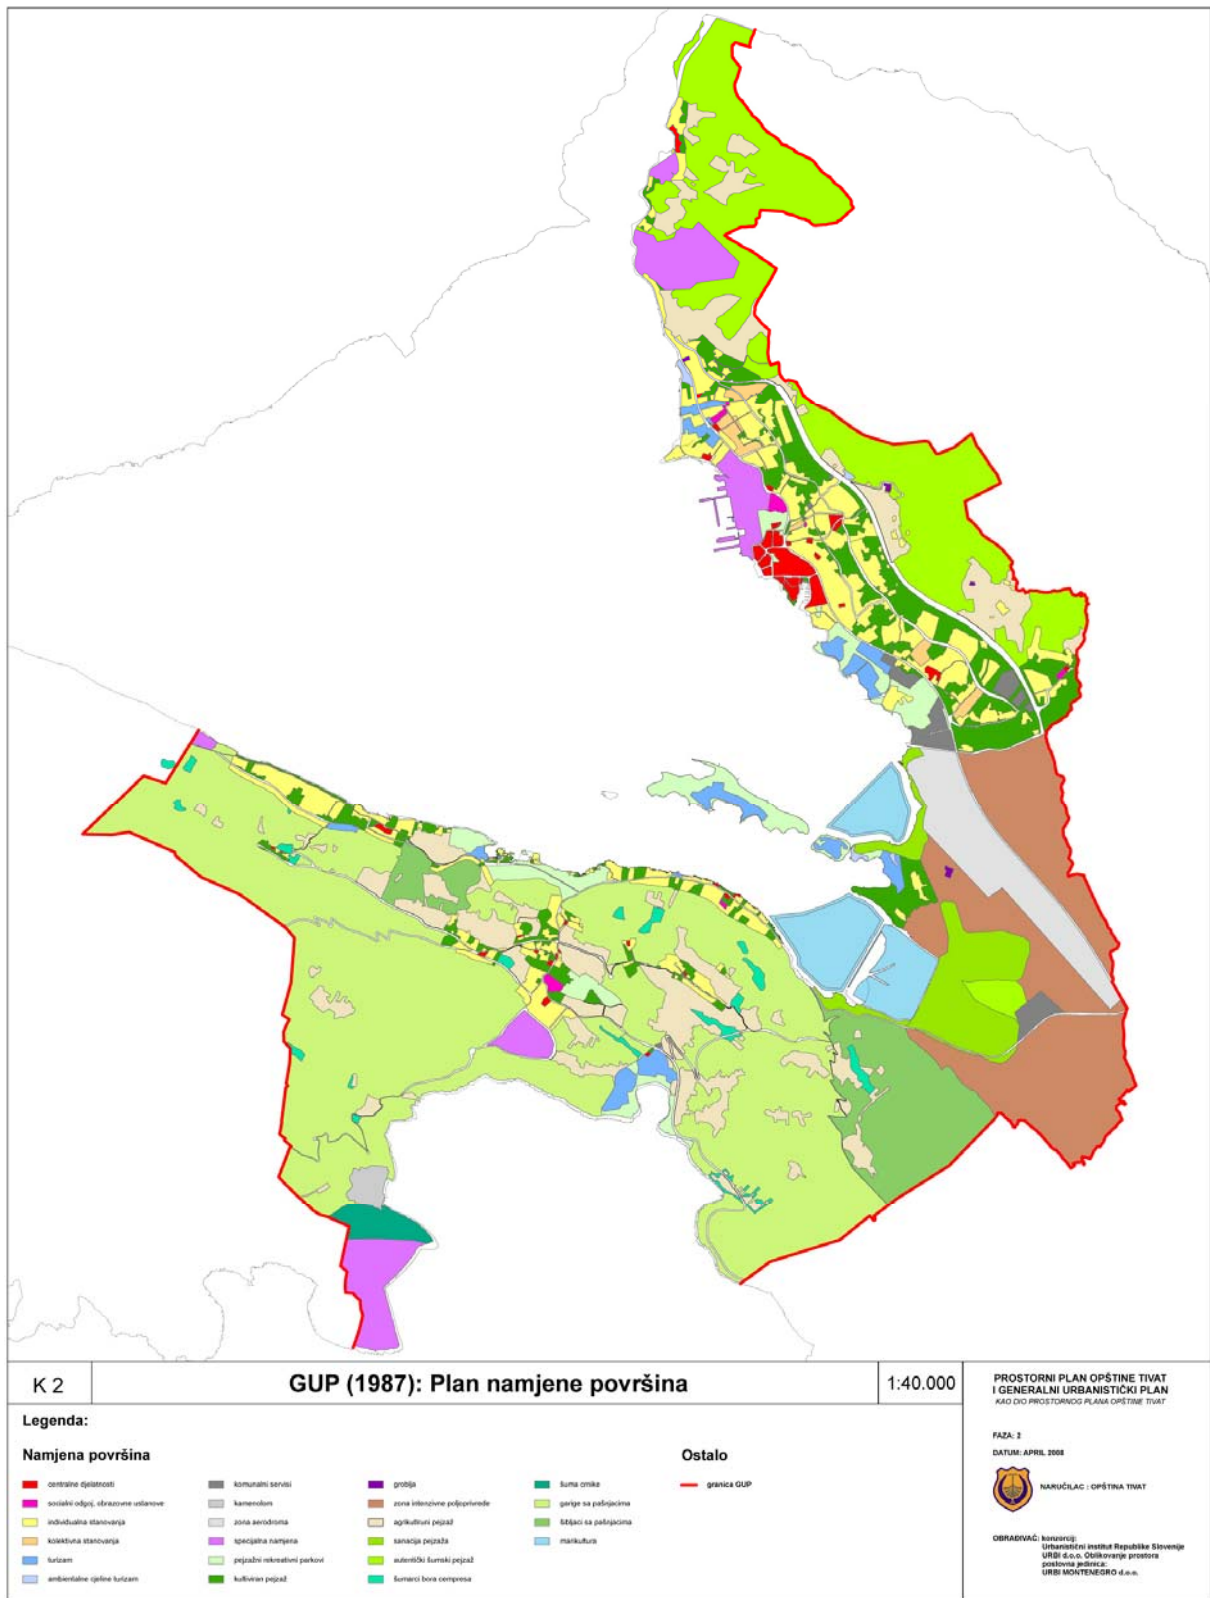 K 2
GUP (1987): Plan namjene površina
1:40.000
Legenda:
Namjena površina
centralne djelatnosti
socialni odgoj, obrazovne ustanove
individualna stanovanja
kolektivna stanovanja
turizam
ambientalne cjeline turizam
komunalni servisi
kamenolom
zona aerodroma
specijalna namjena
pejzažni rekreativni parkovi
kultiviran pejzaž
groblja
zona intenzivne poljoprivrede
agrikulturni pejzaž
sanacija pejzaža
autentički šumski pejzaž
šumarci bora cempresa
šuma crnike
garige sa pašnjacima
šibljaci sa pašnjacima
marikultura
Ostalo
granica GUP
PROSTORNI PLAN OPŠTINE TIVAT
I GENERALNI URBANISTIČKI PLAN
KAO DIO PROSTORNOG PLANA OPŠTINE TIVAT
FAZA: 2
DATUM: APRIL 2008
NARUČILAC : OPŠTINA TIVAT
OBRAĐIVAČ: konzorcij:
Urbanistični institut Republike Slovenije
URBI d.o.o. Oblikovanje prostora
poslovna jedinica:
URBI MONTENEGRO d.o.o.